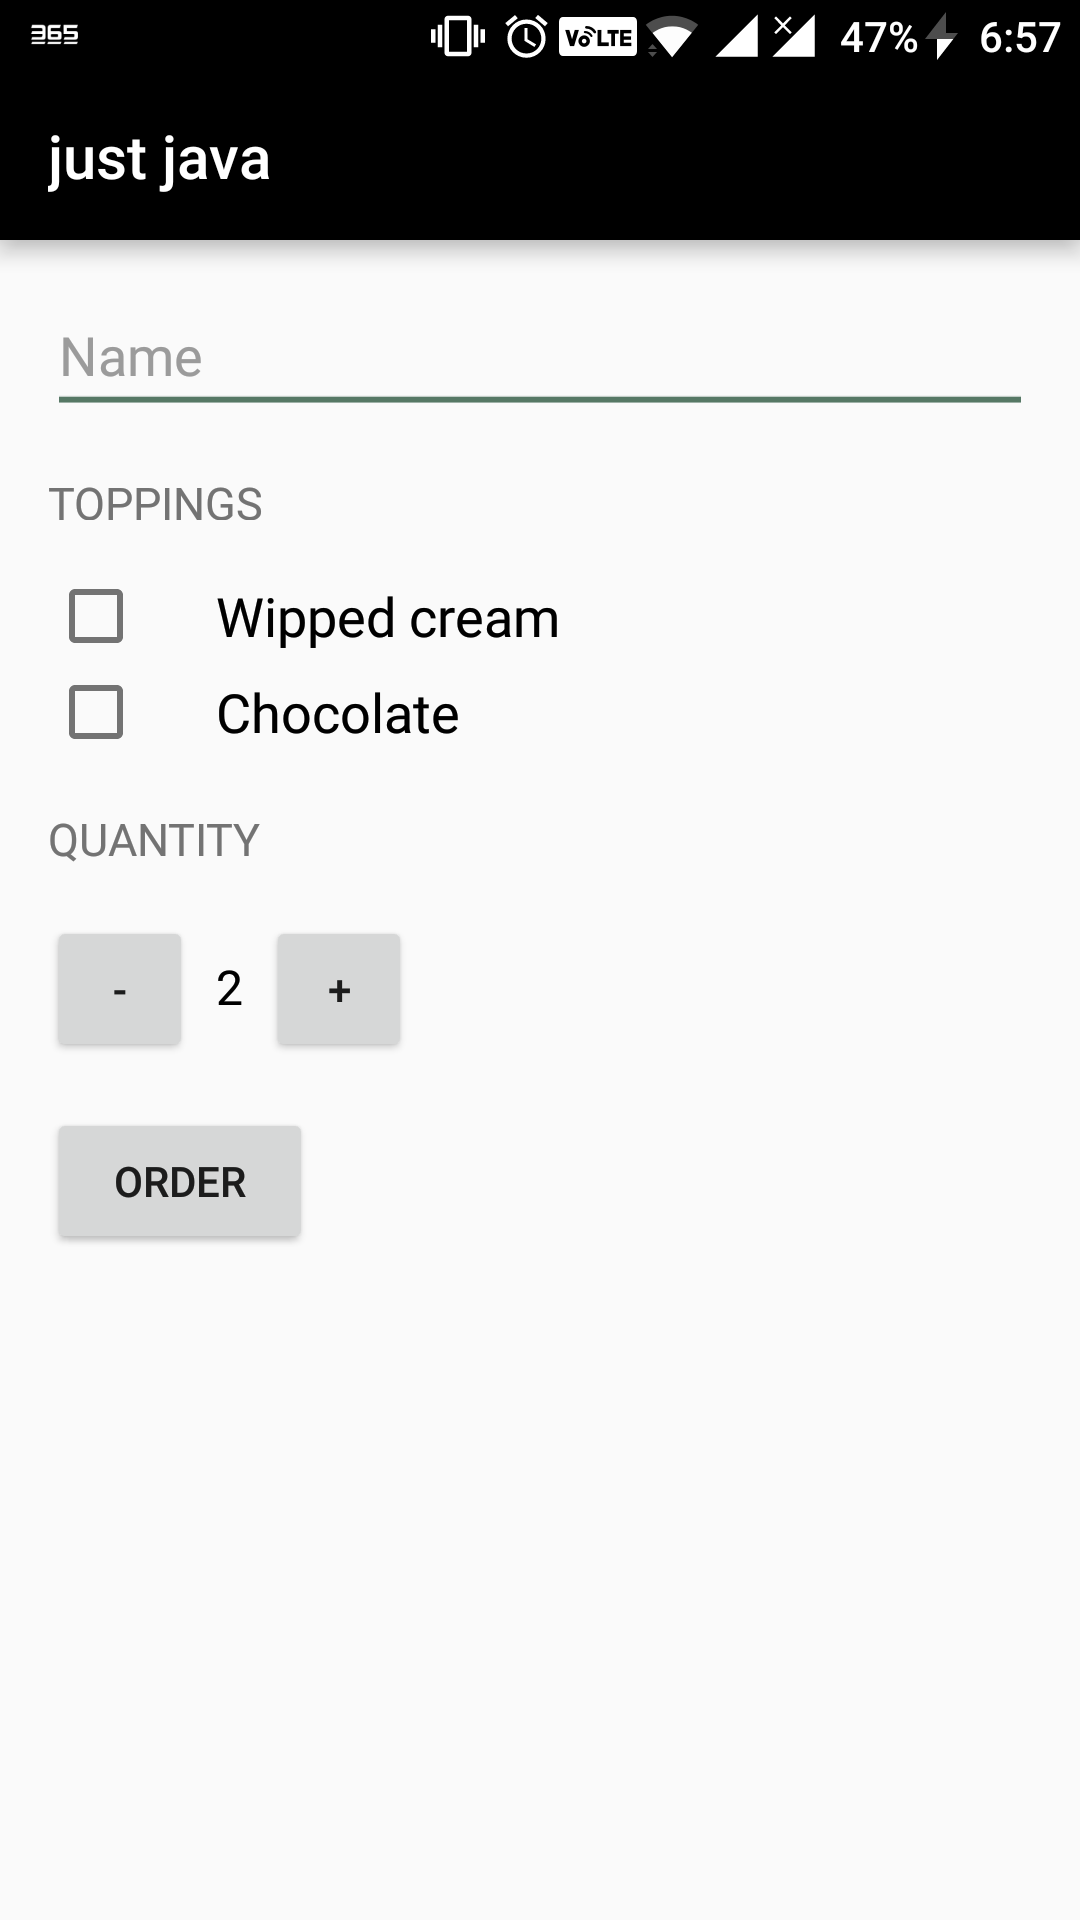 365 VoLTE 47% 6:57
just java
Name
TOPPINGS
Wipped cream
Chocolate
QUANTITY
- 2 +
ORDER